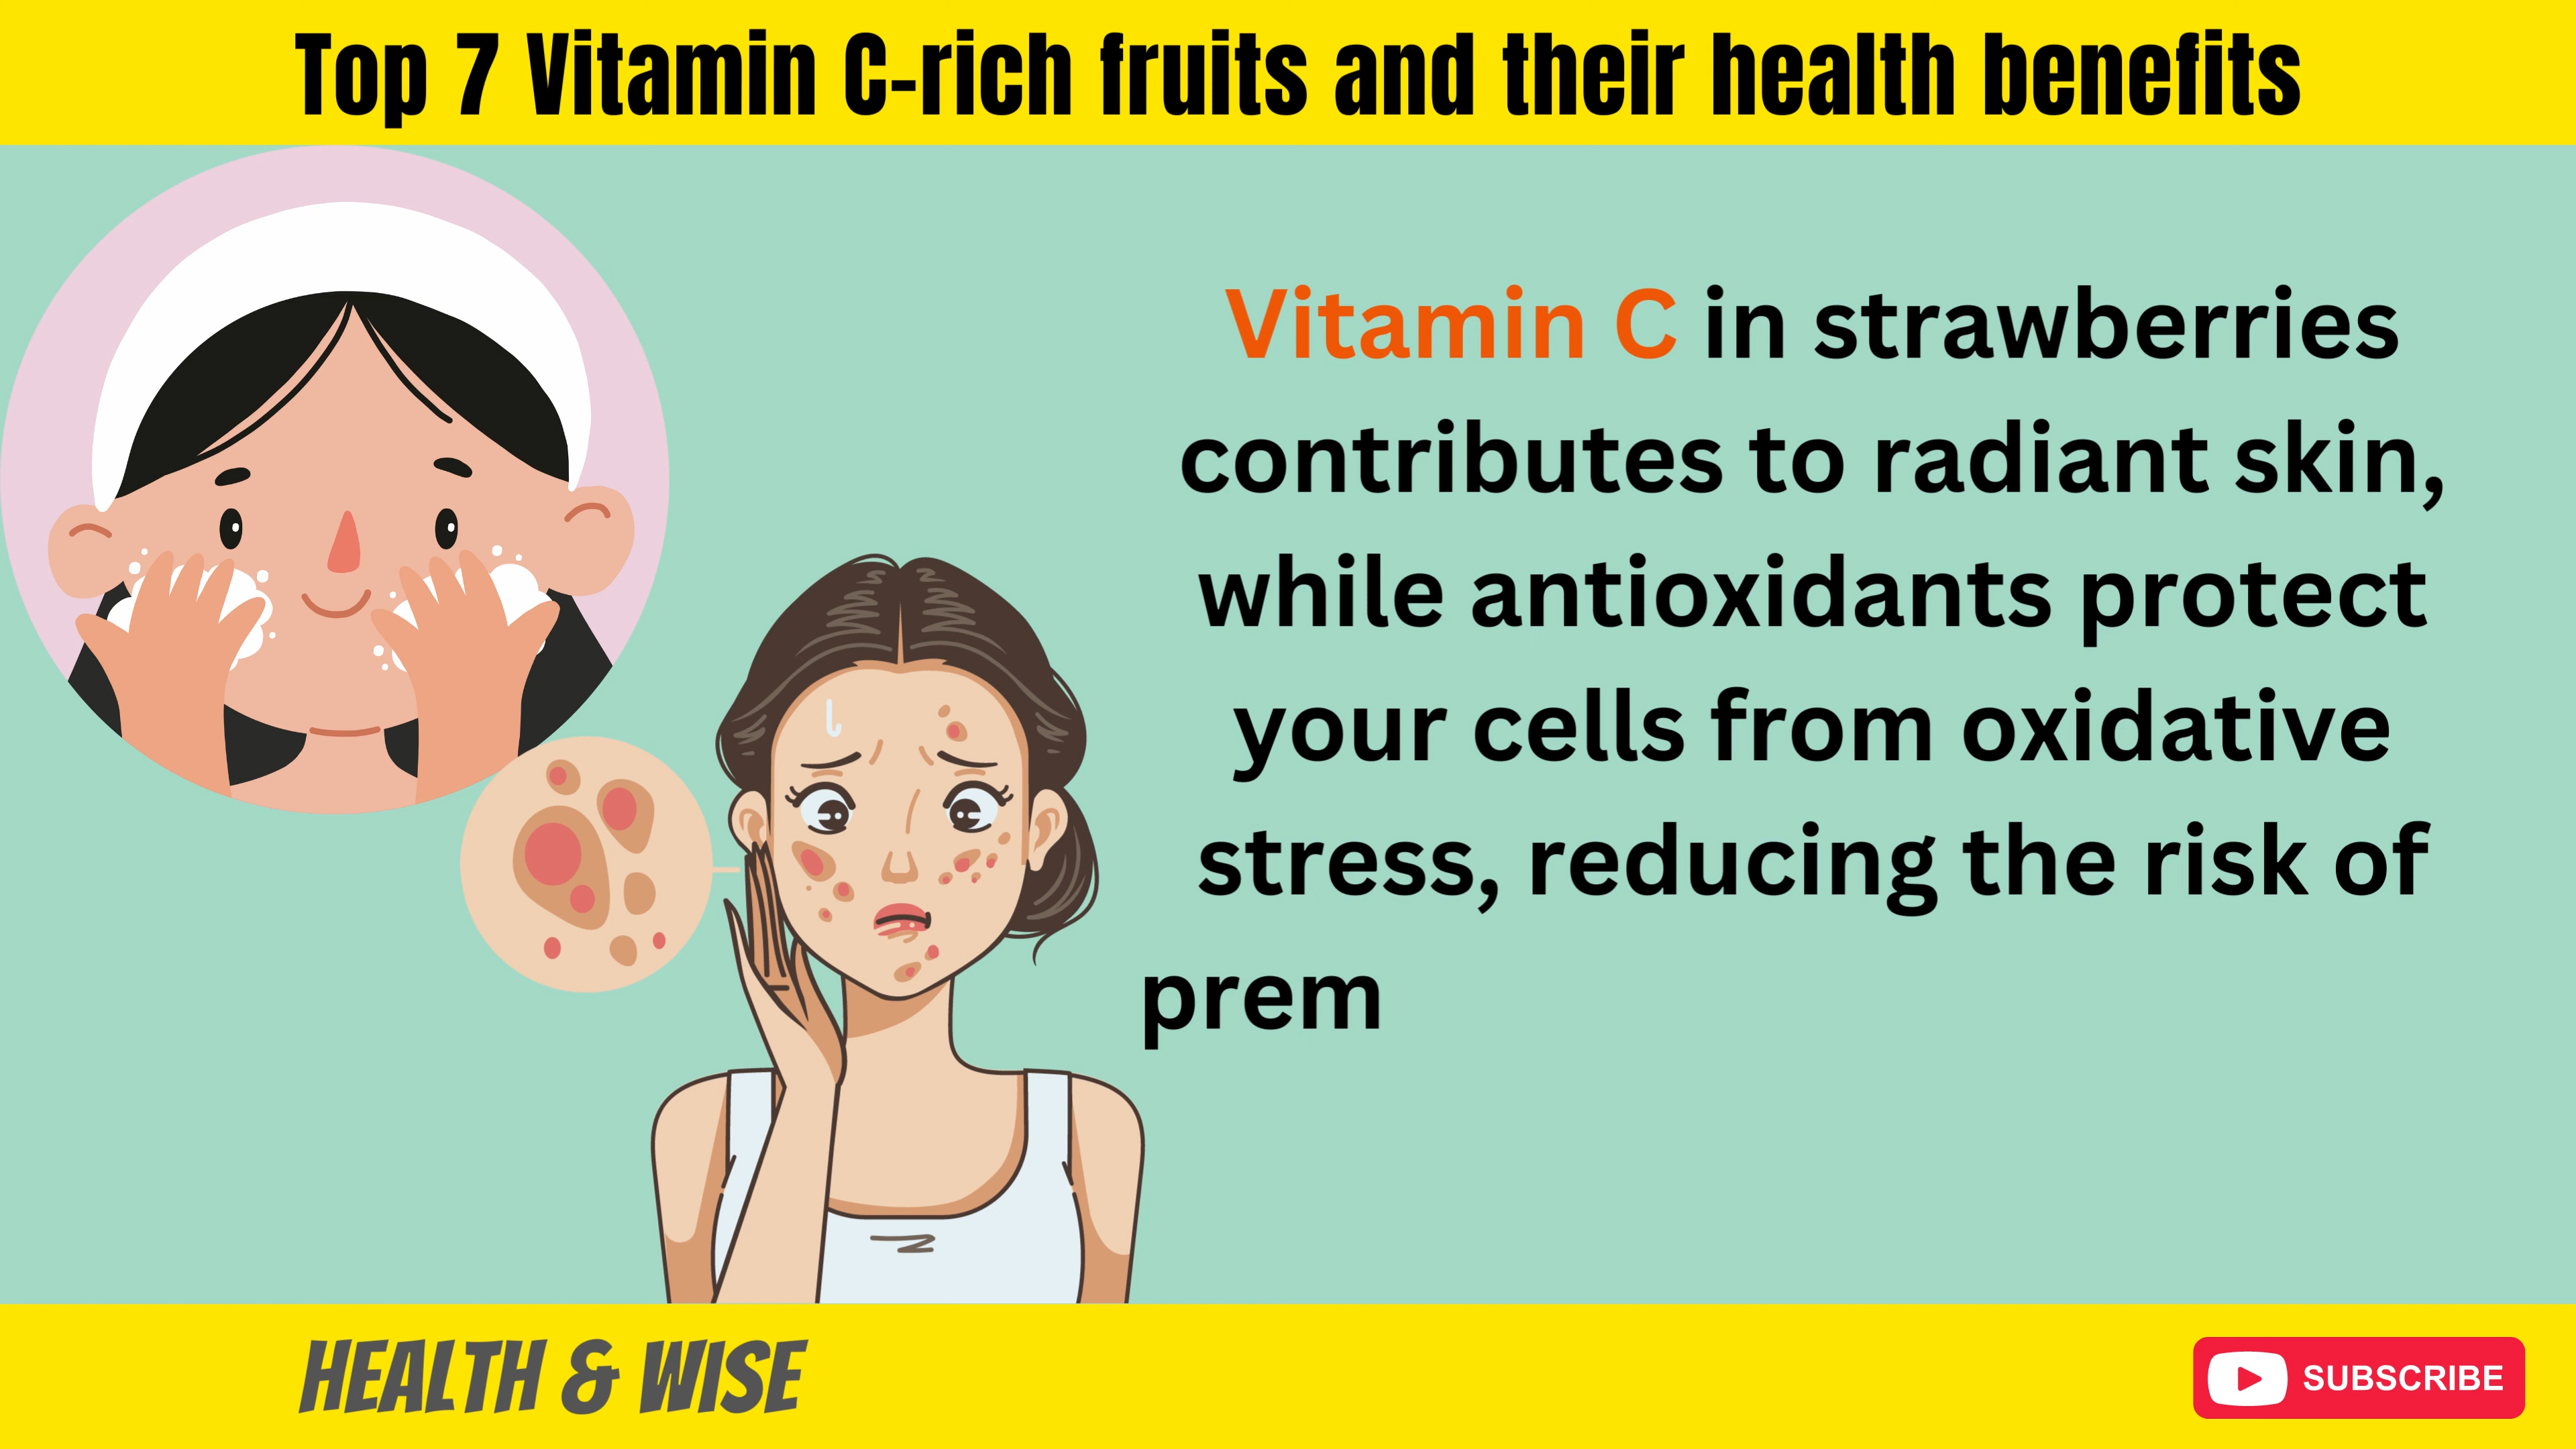 Top 7 Vitamin C-rich fruits and their health benefits
Vitamin C in strawberries
contributes to radiant skin,
while antioxidants protect
your cells from oxidative
stress, reducing the risk of
prem
HEALTH & WISE
SUBSCRIBE